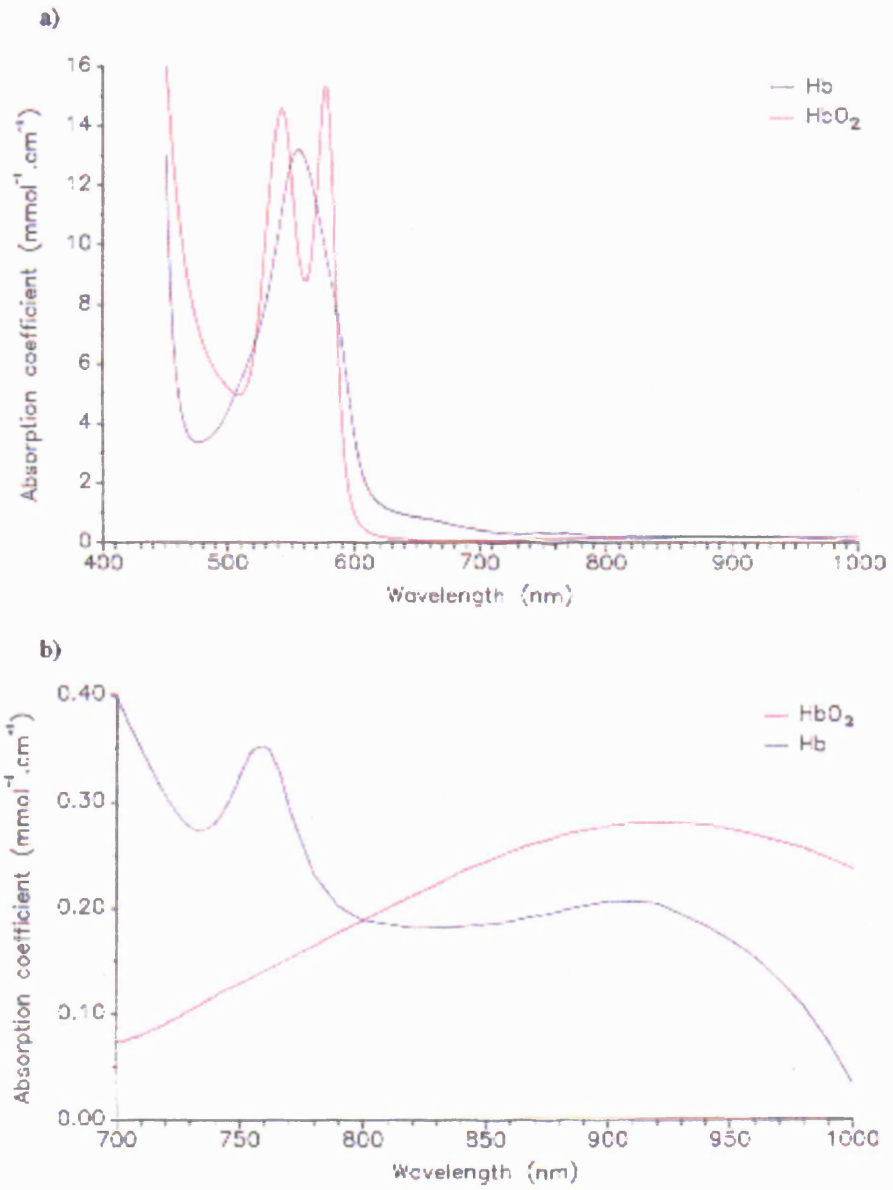 a)
16
14
12
10
8
6
4
2
0
Absorption coefficient (mmol⁻¹.cm⁻¹)
Hb
HbO₂
400 500 600 700 800 900 1000
Wavelength (nm)
b)
0.40
0.30
0.20
0.10
0.00
Absorption coefficient (mmol⁻¹.cm⁻¹)
HbO₂
Hb
700 750 800 850 900 950 1000
Wavelength (nm)